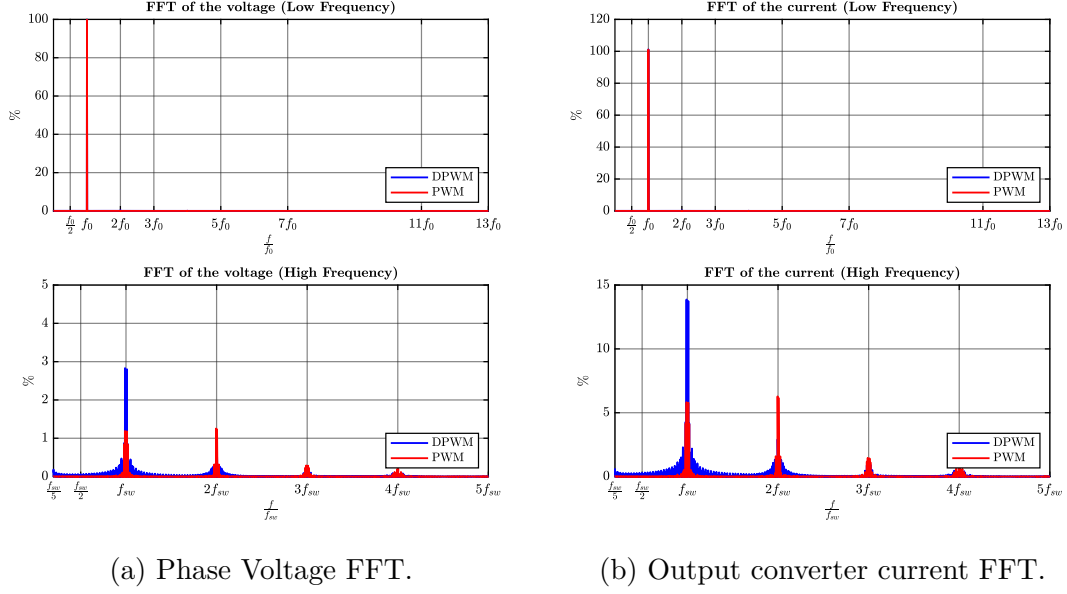 FFT of the voltage (Low Frequency)
100
80
60
40
20
0
%
f0/2 f0 2f0 3f0 5f0 7f0 11f0 13f0
f/f0
DPWM
PWM
FFT of the voltage (High Frequency)
5
4
3
2
1
0
%
fsw/5 fsw/2 fsw 2fsw 3fsw 4fsw 5fsw
f/fsw
DPWM
PWM
(a) Phase Voltage FFT.
FFT of the current (Low Frequency)
120
100
80
60
40
20
0
%
f0/2 f0 2f0 3f0 5f0 7f0 11f0 13f0
f/f0
DPWM
PWM
FFT of the current (High Frequency)
15
10
5
0
%
fsw/5 fsw/2 fsw 2fsw 3fsw 4fsw 5fsw
f/fsw
DPWM
PWM
(b) Output converter current FFT.